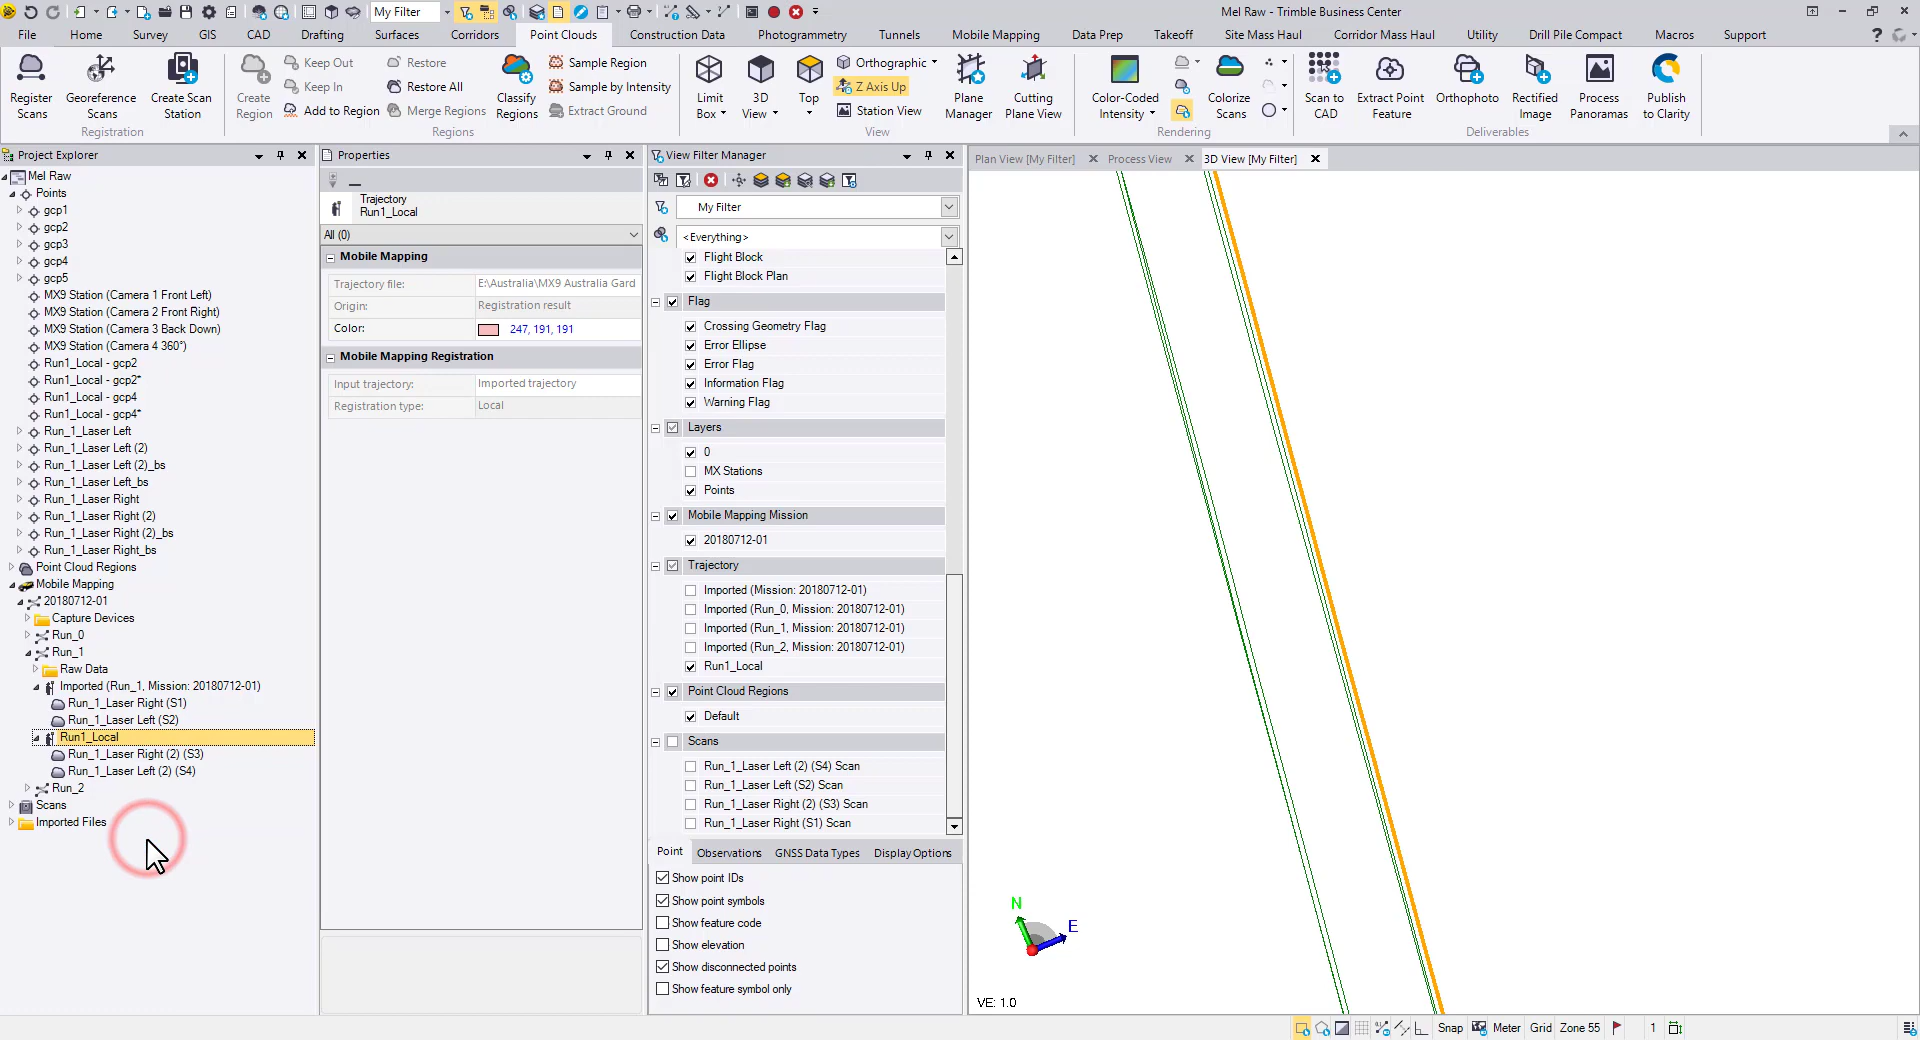 My Filter
Mel Raw - Trimble Business Center
File Home Survey GIS CAD Drafting Surfaces Corridors Point Clouds Construction Data Photogrammetry Tunnels Mobile Mapping Data Prep Takeoff Site Mass Haul Corridor Mass Haul Utility Drill Pile Compact Macros Support
Register Scans
Georeference Scans
Create Scan Station
Registration
Create Region
Keep Out
Keep In
Add to Region
Restore
Restore All
Merge Regions
Classify Regions
Sample Region
Sample by Intensity
Extract Ground
Regions
Limit Box
3D View
Top
Orthographic
Z Axis Up
Station View
Plane Manager
Cutting Plane View
View
Color-Coded Intensity
Colorize Scans
Rendering
Scan to CAD
Extract Point Feature
Orthophoto
Rectified Image
Process Panoramas
Publish to Clarity
Deliverables
Project Explorer
Mel Raw
Points
gcp1
gcp2
gcp3
gcp4
gcp5
MX9 Station (Camera 1 Front Left)
MX9 Station (Camera 2 Front Right)
MX9 Station (Camera 3 Back Down)
MX9 Station (Camera 4 360°)
Run1_Local - gcp2
Run1_Local - gcp2*
Run1_Local - gcp4
Run1_Local - gcp4*
Run_1_Laser Left
Run_1_Laser Left (2)
Run_1_Laser Left (2)_bs
Run_1_Laser Left_bs
Run_1_Laser Right
Run_1_Laser Right (2)
Run_1_Laser Right (2)_bs
Run_1_Laser Right_bs
Point Cloud Regions
Mobile Mapping
20180712-01
Capture Devices
Run_0
Run_1
Raw Data
Imported (Run_1, Mission: 20180712-01)
Run_1_Laser Right (S1)
Run_1_Laser Left (S2)
Run1_Local
Run_1_Laser Right (2) (S3)
Run_1_Laser Left (2) (S4)
Run_2
Scans
Imported Files
Properties
Trajectory
Run1_Local
All (0)
Mobile Mapping
Trajectory file: E:\Australia\MX9 Australia Gard
Origin: Registration result
Color: 247, 191, 191
Mobile Mapping Registration
Input trajectory: Imported trajectory
Registration type: Local
View Filter Manager
My Filter
<Everything>
Flight Block
Flight Block Plan
Flag
Crossing Geometry Flag
Error Ellipse
Error Flag
Information Flag
Warning Flag
Layers
0
MX Stations
Points
Mobile Mapping Mission
20180712-01
Trajectory
Imported (Mission: 20180712-01)
Imported (Run_0, Mission: 20180712-01)
Imported (Run_1, Mission: 20180712-01)
Imported (Run_2, Mission: 20180712-01)
Run1_Local
Point Cloud Regions
Default
Scans
Run_1_Laser Left (2) (S4) Scan
Run_1_Laser Left (S2) Scan
Run_1_Laser Right (2) (S3) Scan
Run_1_Laser Right (S1) Scan
Point Observations GNSS Data Types Display Options
Show point IDs
Show point symbols
Show feature code
Show elevation
Show disconnected points
Show feature symbol only
Plan View [My Filter] Process View 3D View [My Filter]
N
E
VE: 1.0
Snap Meter Grid Zone 55 1